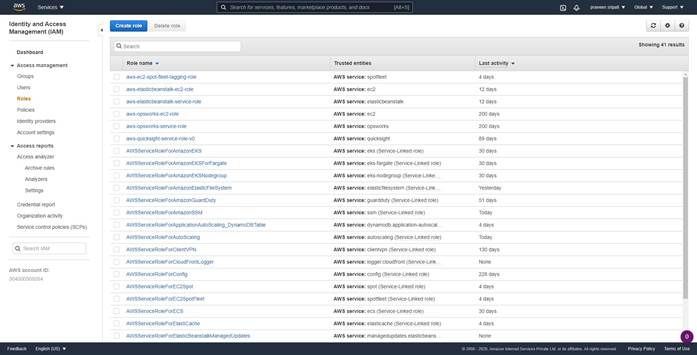 aws
Services
Search for services, features, marketplace products, and docs [Alt+S]
praveen sripati
Global
Support
Identity and Access
Management (IAM)
Dashboard
Access management
Groups
Users
Roles
Policies
Identity providers
Account settings
Access reports
Access analyzer
Archive rules
Analyzers
Settings
Credential report
Organization activity
Service control policies (SCPs)
Search IAM
AWS account ID:
Create role Delete role
Search
Showing 41 results
Role name Trusted entities Last activity
aws-ec2-spot-fleet-tagging-role AWS service: spotfleet 4 days
aws-elasticbeanstalk-ec2-role AWS service: ec2 12 days
aws-elasticbeanstalk-service-role AWS service: elasticbeanstalk 12 days
aws-opsworks-ec2-role AWS service: ec2 200 days
aws-opsworks-service-role AWS service: opsworks 200 days
aws-quicksight-service-role-v0 AWS service: quicksight 89 days
AWSServiceRoleForAmazonEKS AWS service: eks (Service-Linked role) 30 days
AWSServiceRoleForAmazonEKSForFargate AWS service: eks-fargate (Service-Linked role) 30 days
AWSServiceRoleForAmazonEKSNodegroup AWS service: eks-nodegroup (Service-Linke... 30 days
AWSServiceRoleForAmazonElasticFileSystem AWS service: elasticfilesystem (Service-Link... Yesterday
AWSServiceRoleForAmazonGuardDuty AWS service: guardduty (Service-Linked role) 51 days
AWSServiceRoleForAmazonSSM AWS service: ssm (Service-Linked role) Today
AWSServiceRoleForApplicationAutoScaling_DynamoDBTable AWS service: dynamodb.application-autoscal... 4 days
AWSServiceRoleForAutoScaling AWS service: autoscaling (Service-Linked role) Today
AWSServiceRoleForClientVPN AWS service: clientvpn (Service-Linked role) 130 days
AWSServiceRoleForCloudFrontLogger AWS service: logger.cloudfront (Service-Link... None
AWSServiceRoleForConfig AWS service: config (Service-Linked role) 226 days
AWSServiceRoleForEC2Spot AWS service: spot (Service-Linked role) 4 days
AWSServiceRoleForEC2SpotFleet AWS service: spotfleet (Service-Linked role) 4 days
AWSServiceRoleForECS AWS service: ecs (Service-Linked role) 30 days
AWSServiceRoleForElastiCache AWS service: elasticache (Service-Linked role) 4 days
AWSServiceRoleForElasticBeanstalkManagedUpdates AWS service: managedupdates.elasticbeans... None
Feedback English (US)
© 2008 - 2020, Amazon Internet Services Private Ltd. or its affiliates. All rights reserved. Privacy Policy Terms of Use